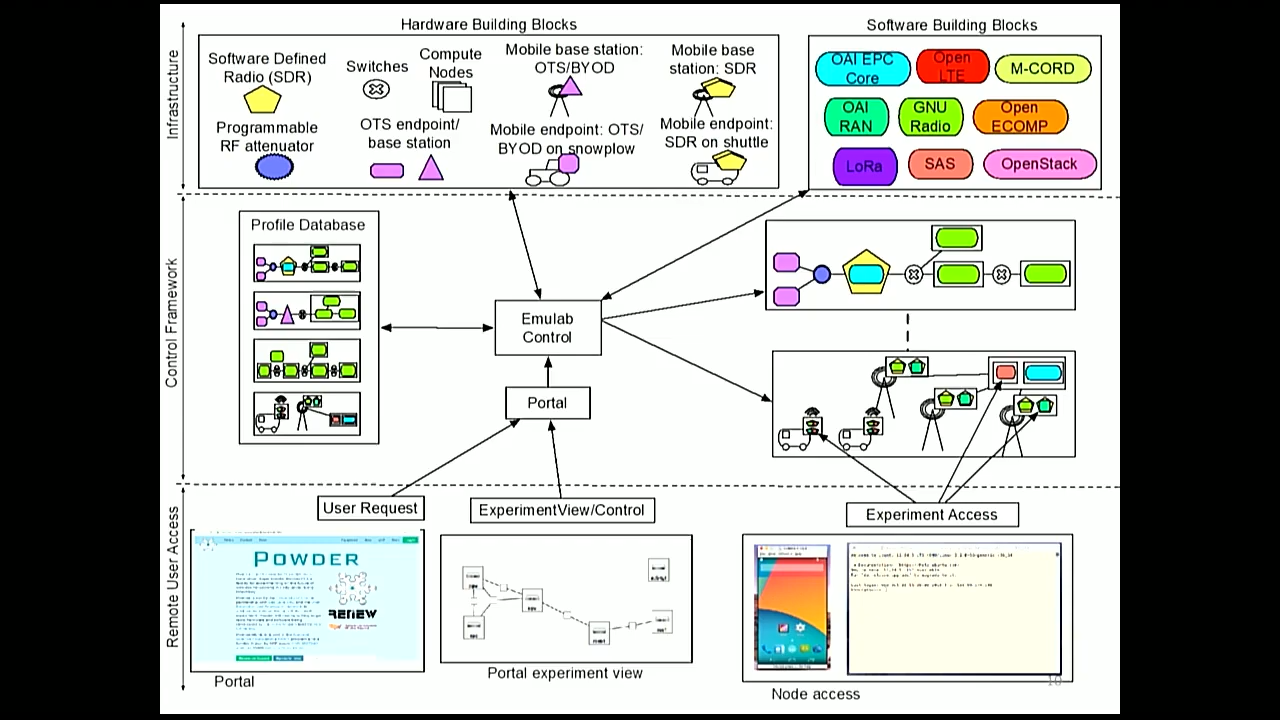 Hardware Building Blocks
Software Building Blocks
Infrastructure
Software Defined
Radio (SDR)
Switches
Compute
Nodes
Mobile base station:
OTS/BYOD
Mobile base
station: SDR
Programmable
RF attenuator
OTS endpoint/
base station
Mobile endpoint: OTS/
BYOD on snowplow
Mobile endpoint:
SDR on shuttle
OAI EPC
Core
Open
LTE
M-CORD
OAI
RAN
GNU
Radio
Open
ECOMP
LoRa
SAS
OpenStack
Control Framework
Profile Database
Emulab
Control
Portal
Remote User Access
User Request
ExperimentView/Control
Experiment Access
POWDER
RENEW
Portal
Portal experiment view
Node access
10